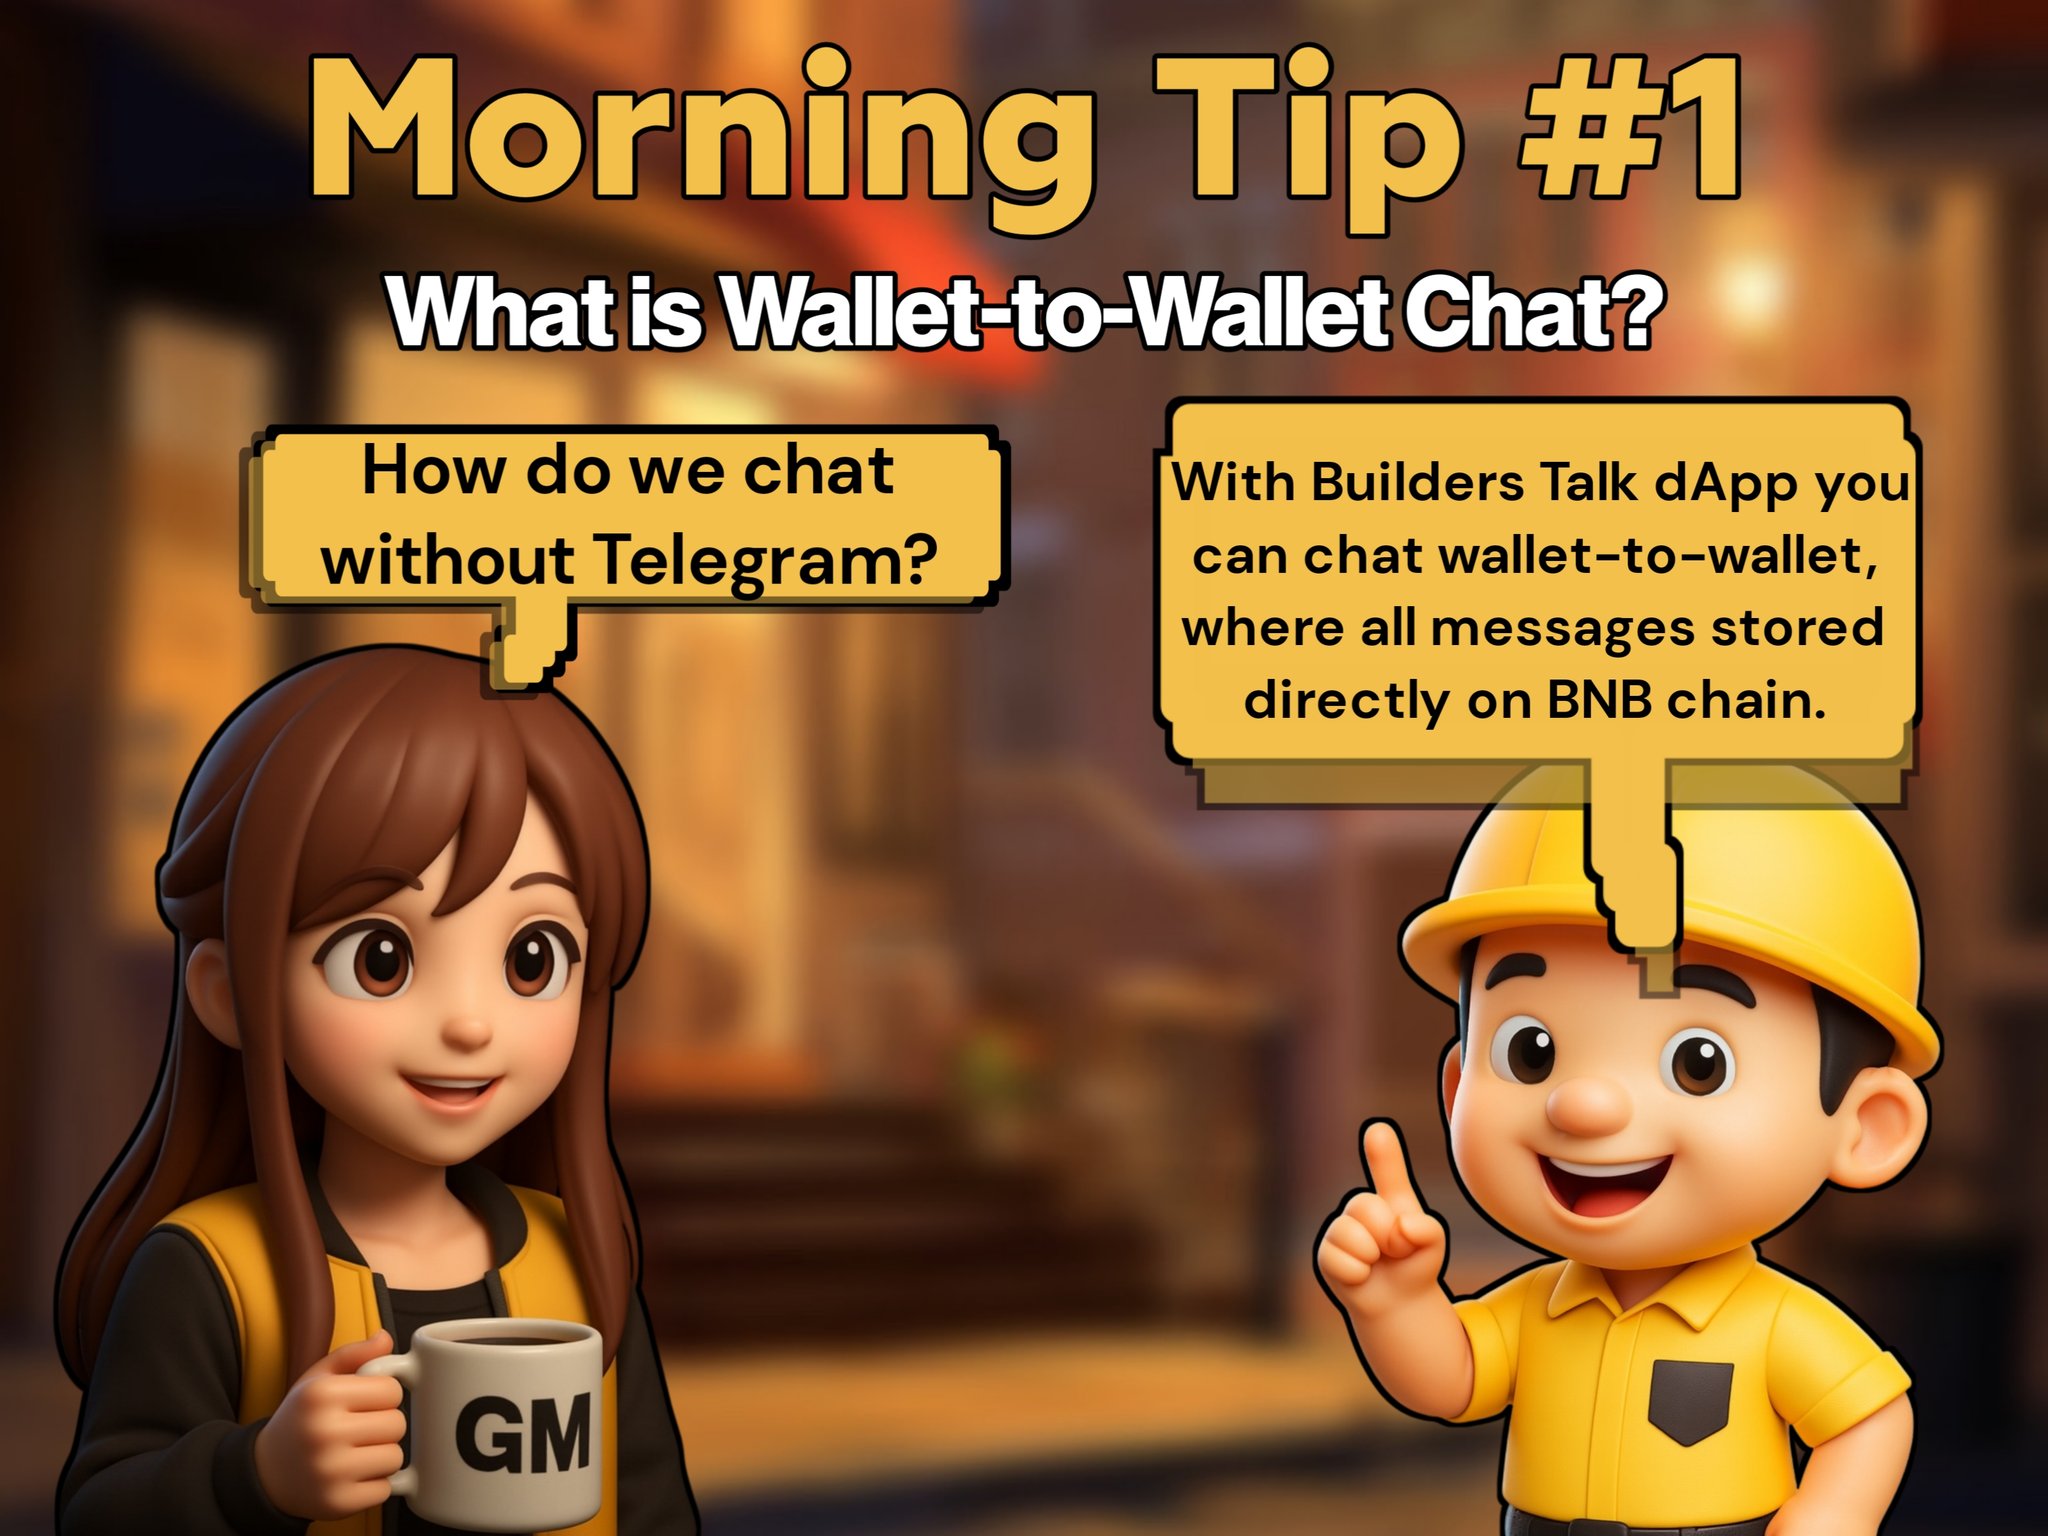 Morning Tip #1
What is Wallet-to-Wallet Chat?
How do we chat
without Telegram?
With Builders Talk dApp you
can chat wallet-to-wallet,
where all messages stored
directly on BNB chain.
GM